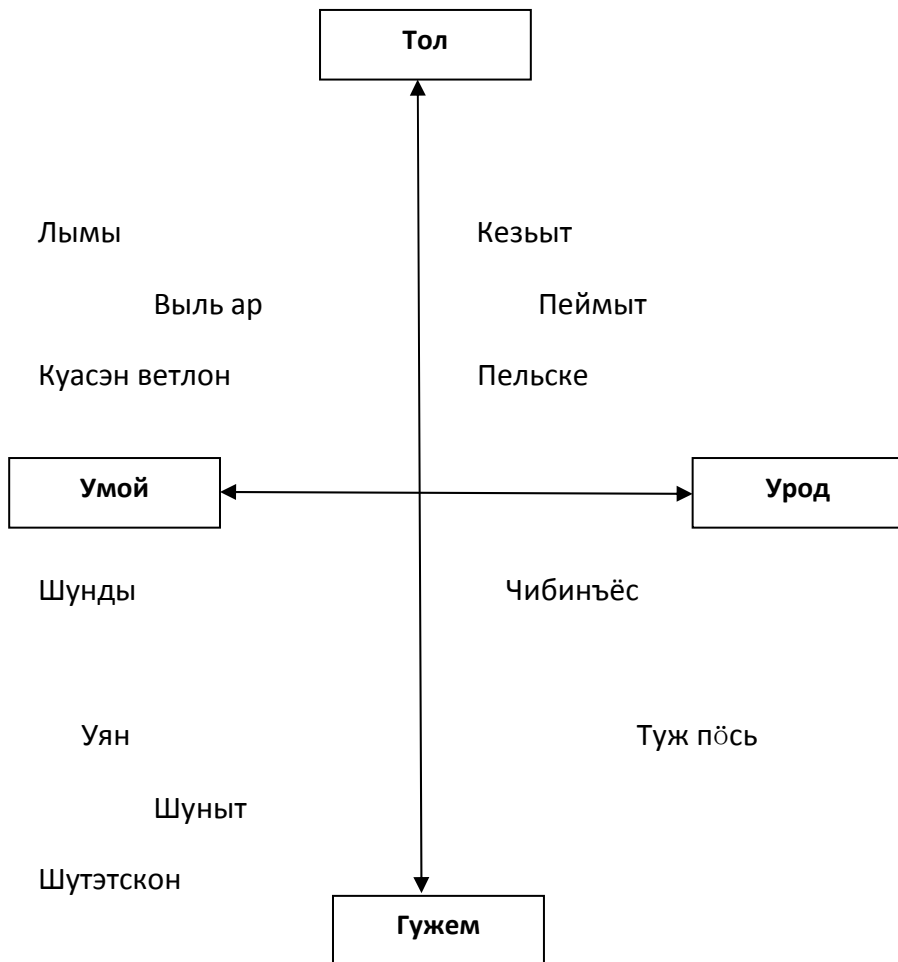 Тол
Лымы Кезьыт
Выль ар Пеймыт
Куасэн ветлон Пельске
Умой Урод
Шунды Чибинъёс
Уян Туж пӧсь
Шуныт
Шутэтскон
Гужем